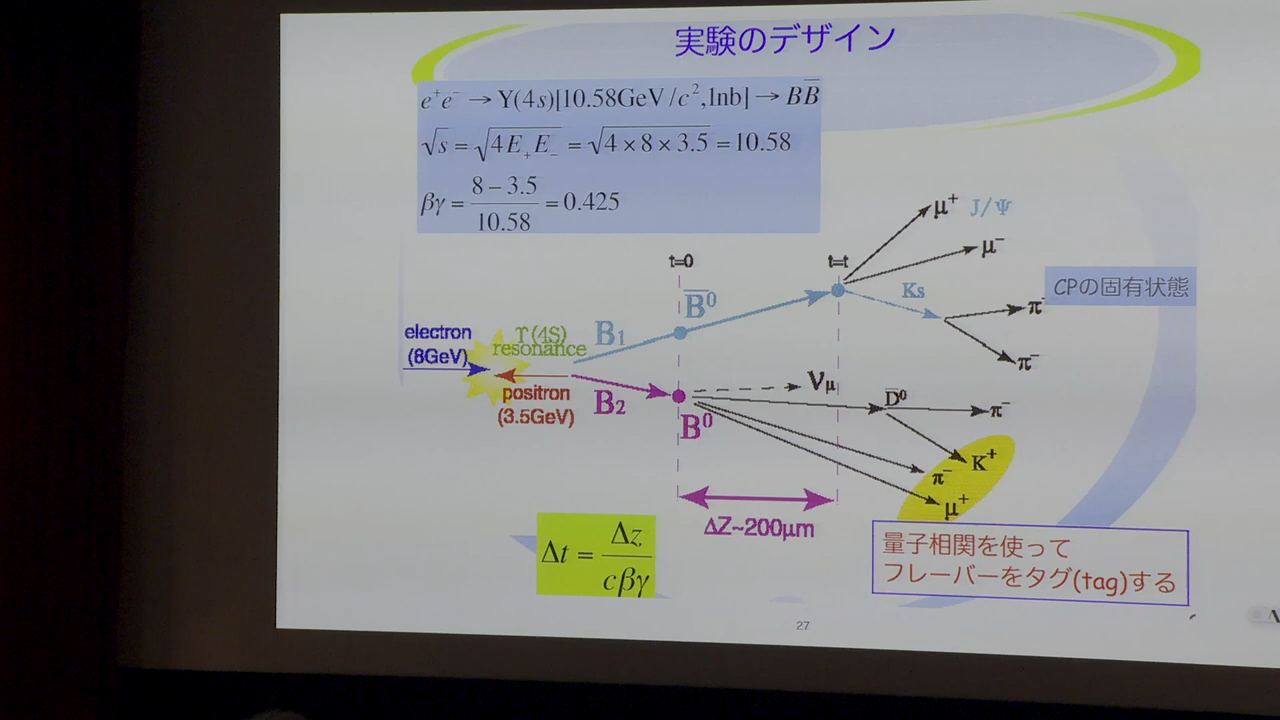 実験のデザイン
e⁺e⁻ → Υ(4s)[10.58GeV/c²,1nb] → BB̅
√s = √4E₊E₋ = √4×8×3.5 = 10.58
βγ = (8−3.5)/10.58 = 0.425
μ⁺ J/Ψ
μ⁻
t=0
t=t
CPの固有状態
Ks
B̅⁰
π⁻
B₁
electron
(8GeV)
ϒ(4S)
resonance
π⁻
positron
(3.5GeV)
B₂
B⁰
νμ
D̅⁰
π⁻
K⁺
π⁻
μ⁺
ΔZ~200μm
Δt = Δz/cβγ
量子相関を使って
フレーバーをタグ(tag)する
27